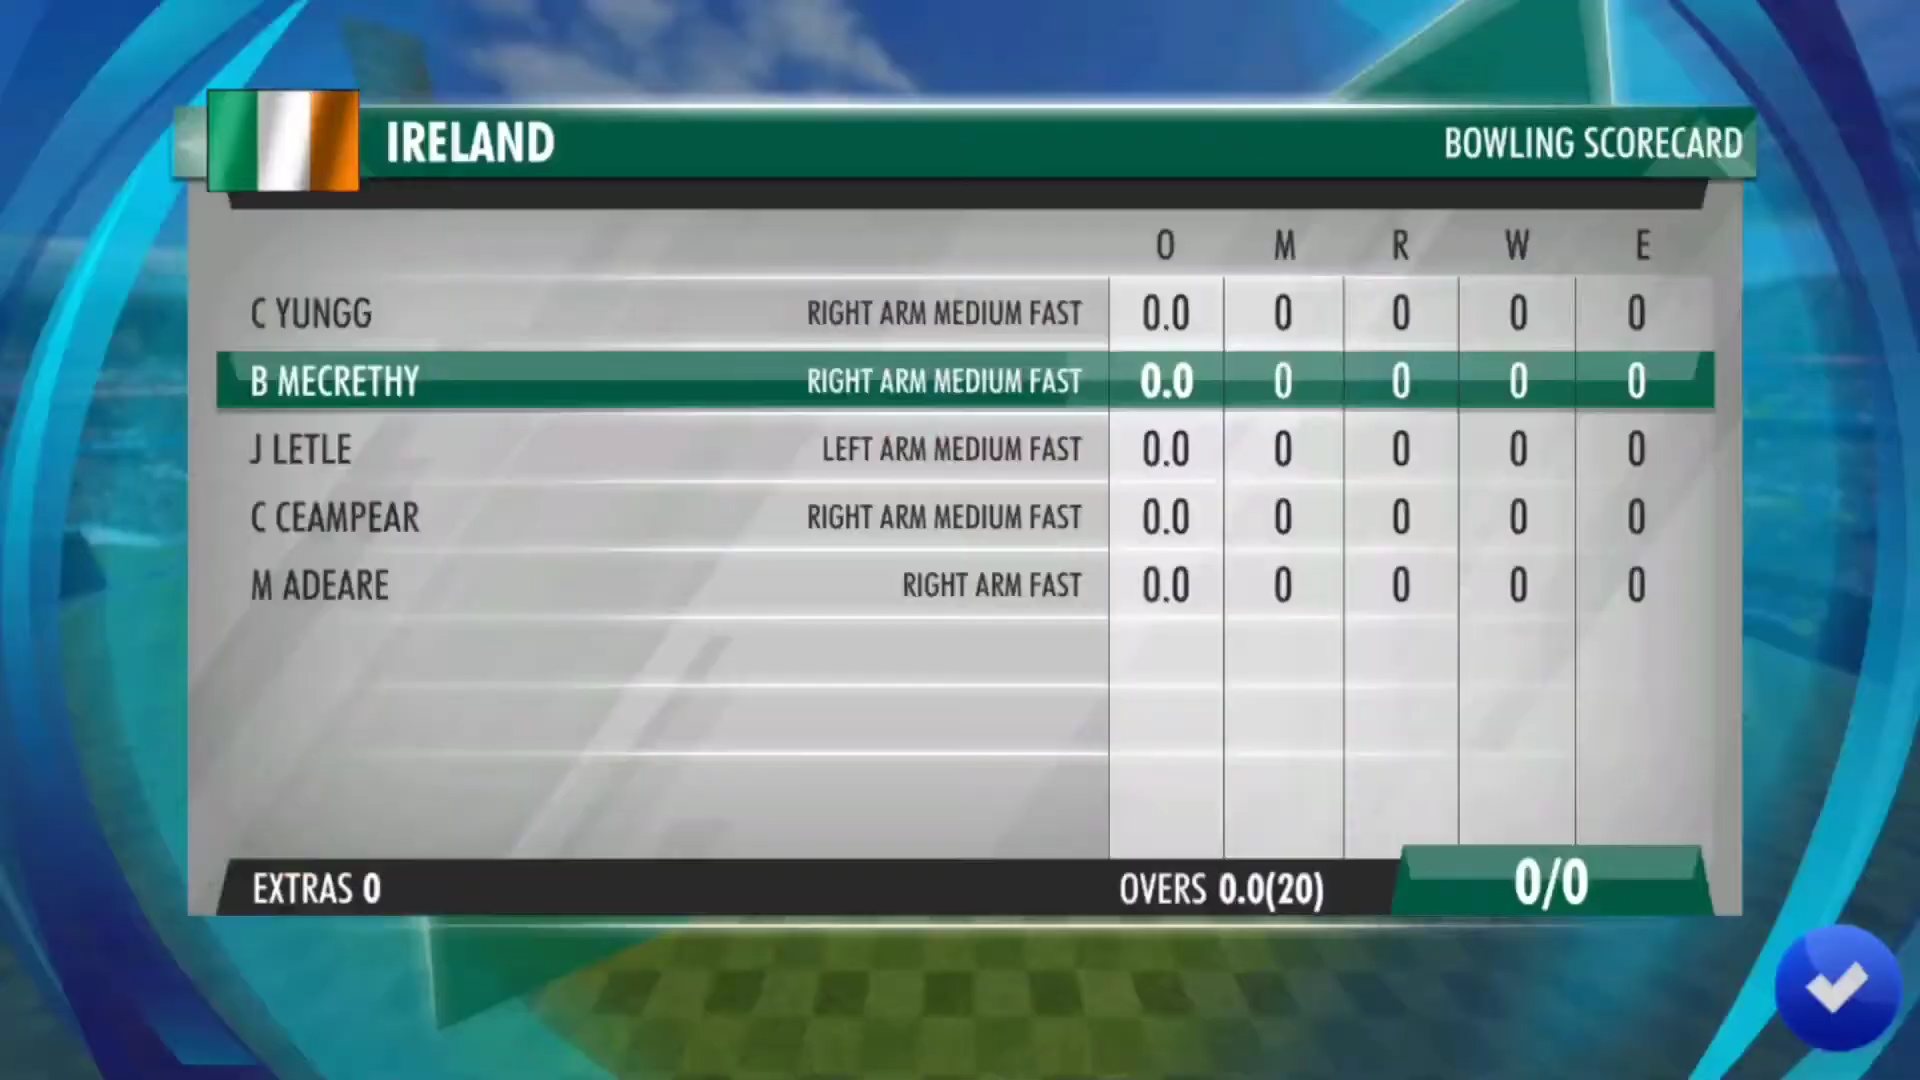 IRELAND BOWLING SCORECARD
O M R W E
C YUNGG RIGHT ARM MEDIUM FAST 0.0 0 0 0 0
B MECRETHY RIGHT ARM MEDIUM FAST 0.0 0 0 0 0
J LETLE LEFT ARM MEDIUM FAST 0.0 0 0 0 0
C CEAMPEAR RIGHT ARM MEDIUM FAST 0.0 0 0 0 0
M ADEARE RIGHT ARM FAST 0.0 0 0 0 0
EXTRAS 0 OVERS 0.0(20) 0/0